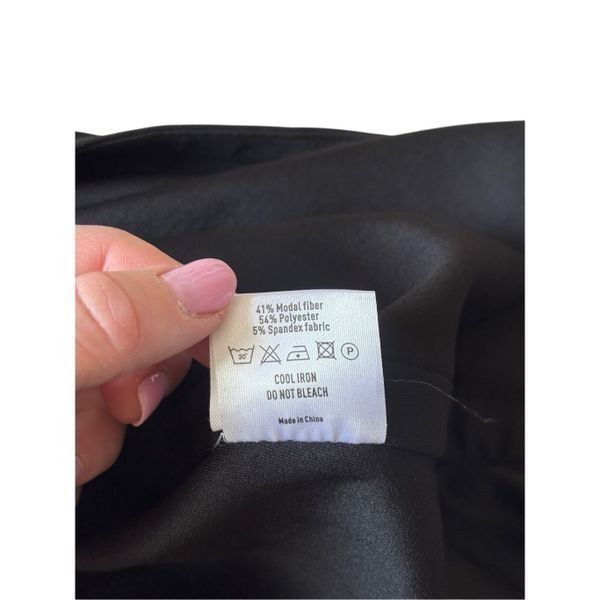 41% Modal fiber
54% Polyester
5% Spandex fabric
30° P
COOL IRON
DO NOT BLEACH
Made in China